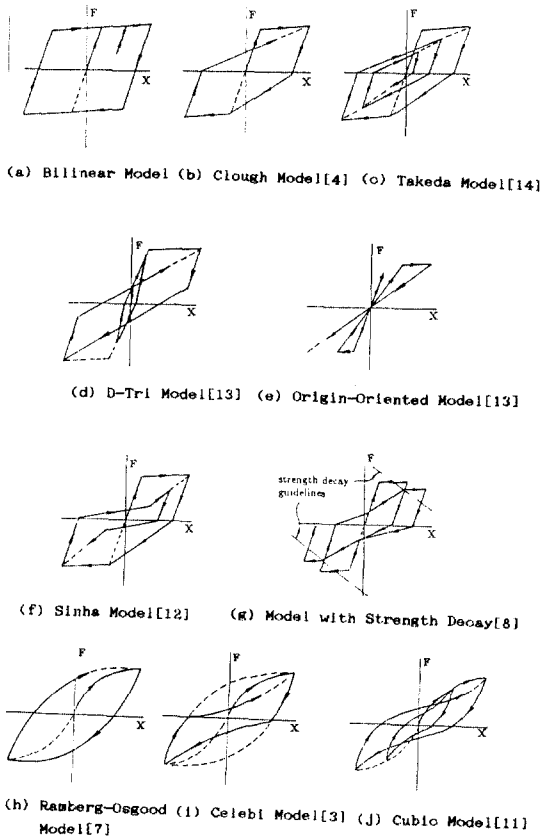 F
X
F
X
F
X
(a) Bilinear Model (b) Clough Model[4] (c) Takeda Model[14]
F
X
F
X
(d) D-Tri Model[13] (e) Origin-Oriented Model[13]
F
X
strength decay
guidelines
F
X
(f) Sinha Model[12] (g) Model with Strength Decay[8]
F
X
F
X
F
X
(h) Ramberg-Osgood (i) Celebi Model[3] (j) Cubic Model[11]
Model[7]